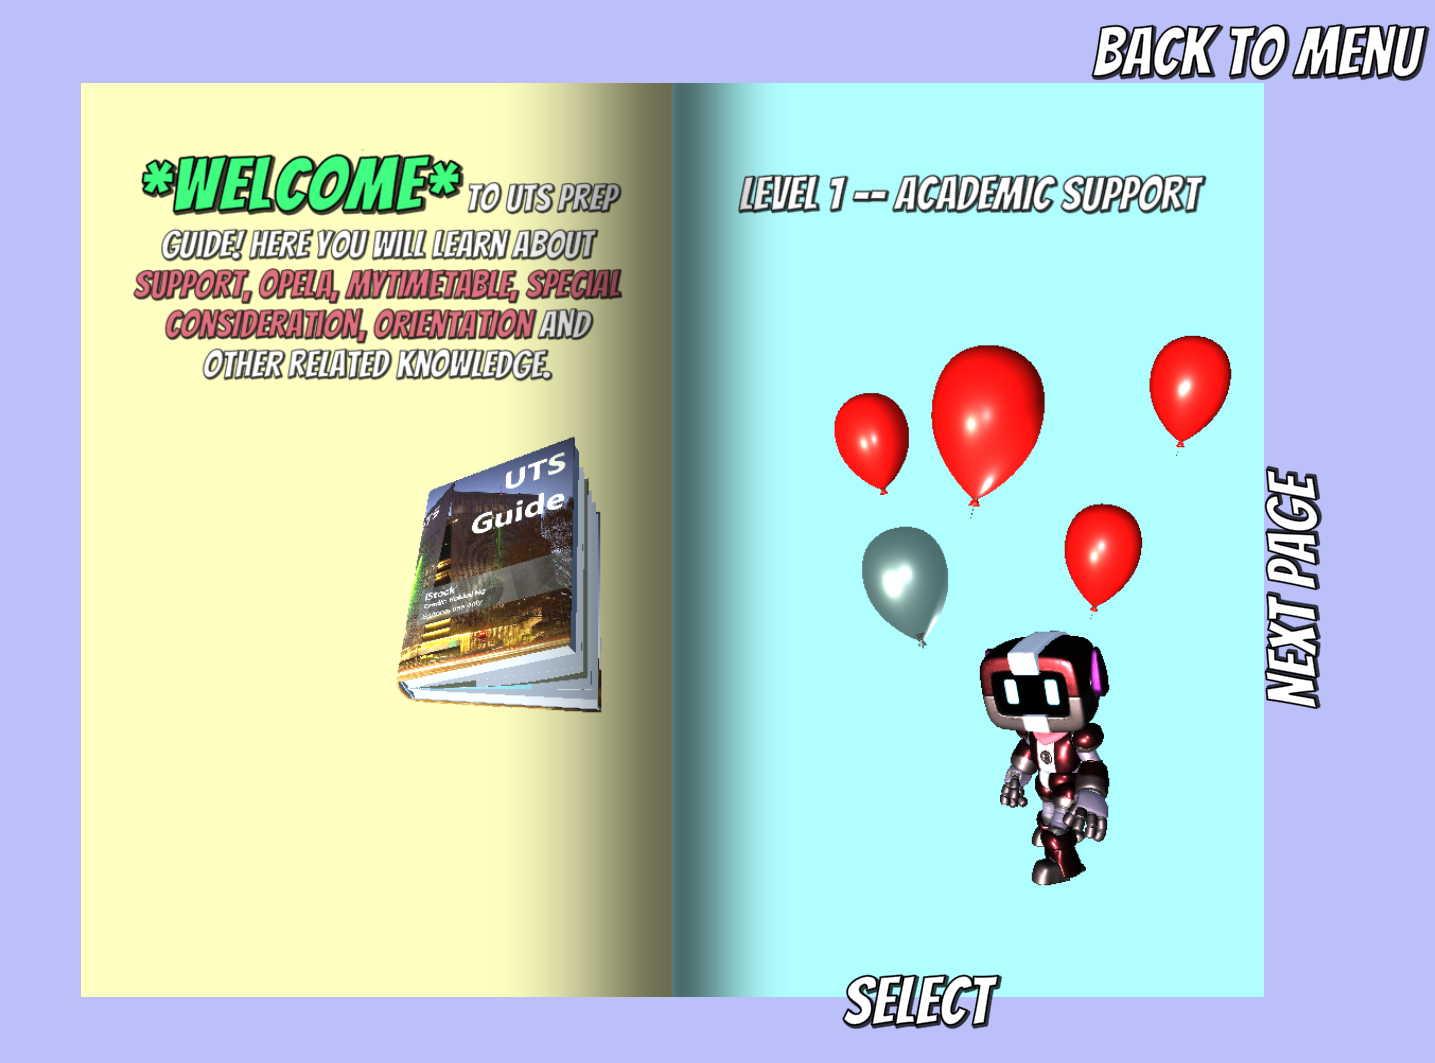 BACK TO MENU
*WELCOME* TO UTS PREP
GUIDE! HERE YOU WILL LEARN ABOUT
SUPPORT, OPELA, MYTIMETABLE, SPECIAL
CONSIDERATION, ORIENTATION AND
OTHER RELATED KNOWLEDGE.
UTS
Guide
iStock
LEVEL 1 -- ACADEMIC SUPPORT
NEXT PAGE
SELECT